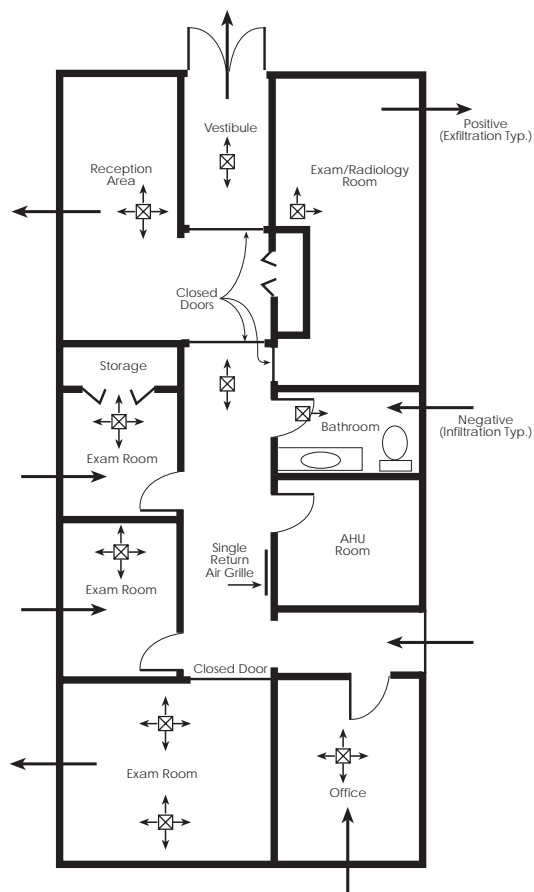 Vestibule
Positive
(Exfiltration Typ.)
Reception
Area
Exam/Radiology
Room
Closed
Doors
Storage
Bathroom
Negative
(Infiltration Typ.)
Exam Room
Single
Return
Air Grille
AHU
Room
Exam Room
Closed Door
Exam Room
Office